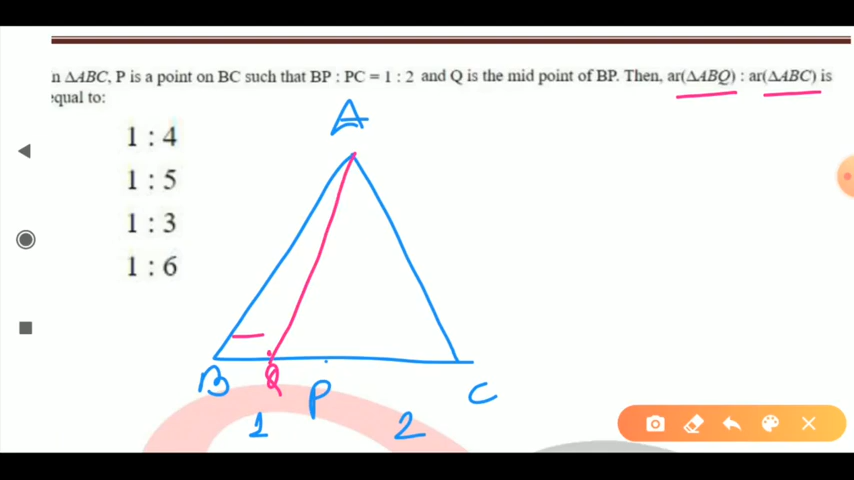 n ΔABC, P is a point on BC such that BP : PC = 1 : 2 and Q is the mid point of BP. Then, ar(ΔABQ) : ar(ΔABC) is
equal to:
A
1 : 4
1 : 5
1 : 3
1 : 6
B Q P C
1 2